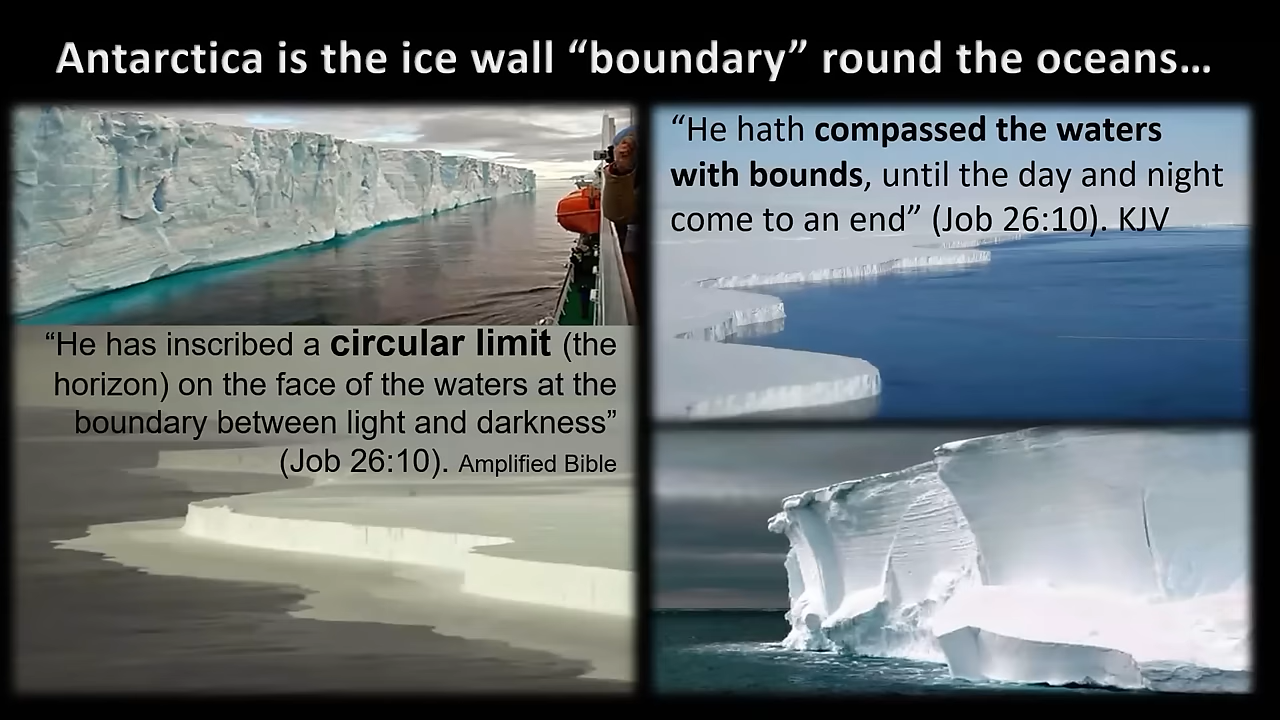 Antarctica is the ice wall “boundary” round the oceans…
“He has inscribed a circular limit (the
horizon) on the face of the waters at the
boundary between light and darkness”
(Job 26:10). Amplified Bible
“He hath compassed the waters
with bounds, until the day and night
come to an end” (Job 26:10). KJV